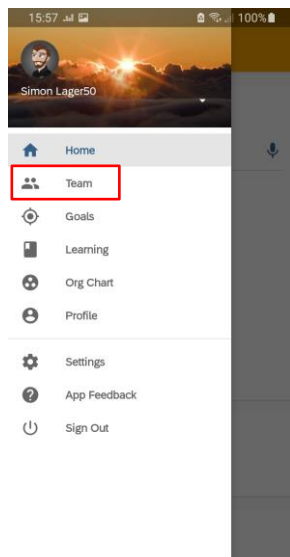 15:57
100%
Simon Lager50
Home
Team
Goals
Learning
Org Chart
Profile
Settings
App Feedback
Sign Out